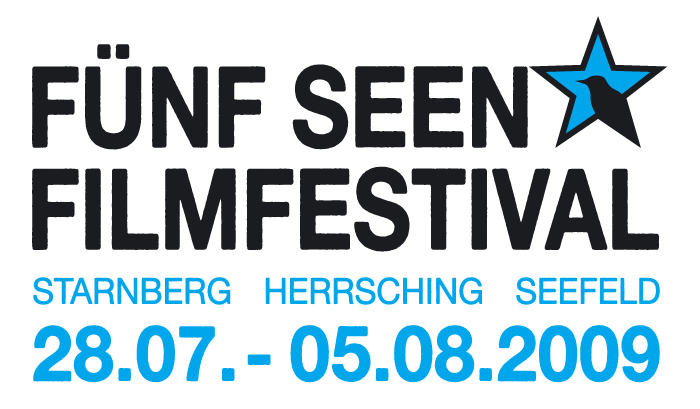 FÜNF SEEN
FILMFESTIVAL
STARNBERG HERRSCHING SEEFELD
28.07. - 05.08.2009